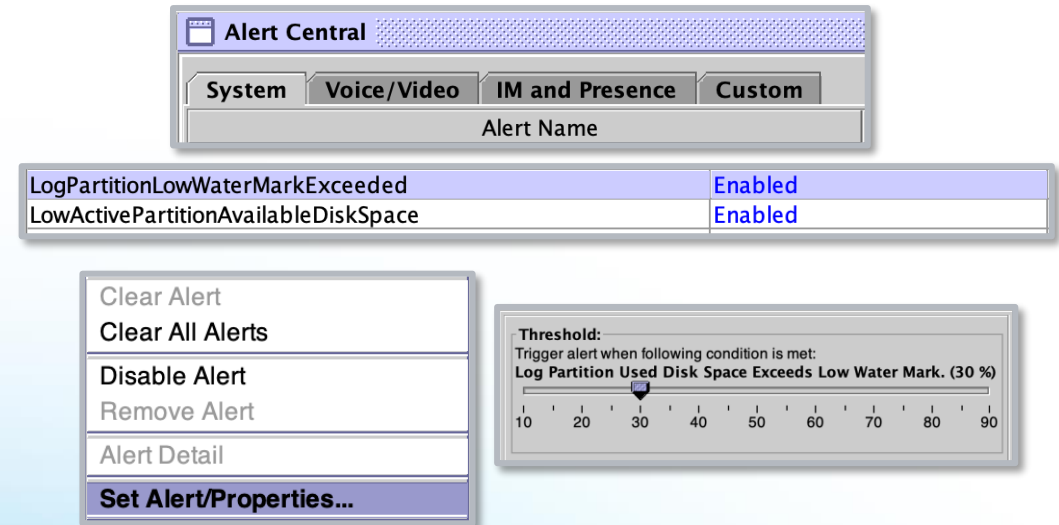 Alert Central
System Voice/Video IM and Presence Custom
Alert Name
LogPartitionLowWaterMarkExceeded Enabled
LowActivePartitionAvailableDiskSpace Enabled
Clear Alert
Clear All Alerts
Disable Alert
Remove Alert
Alert Detail
Set Alert/Properties...
Threshold:
Trigger alert when following condition is met:
Log Partition Used Disk Space Exceeds Low Water Mark. (30 %)
10 20 30 40 50 60 70 80 90